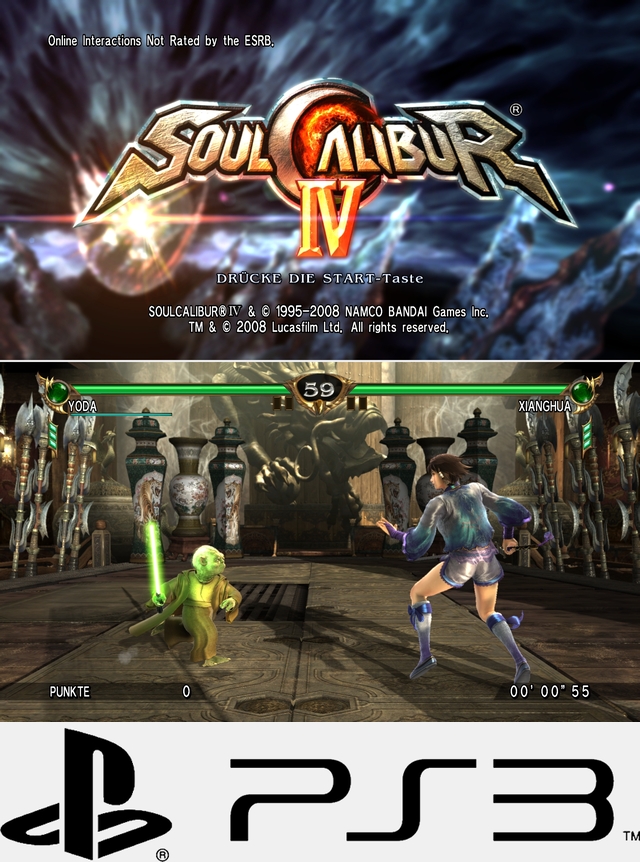 Online Interactions Not Rated by the ESRB.
SOULCALIBUR®
IV
DRÜCKE DIE START-Taste
SOULCALIBUR®IV & © 1995-2008 NAMCO BANDAI Games Inc.
TM & © 2008 Lucasfilm Ltd. All rights reserved.
59
YODA XIANGHUA
PUNKTE 0 00'00"55
® PS3 TM